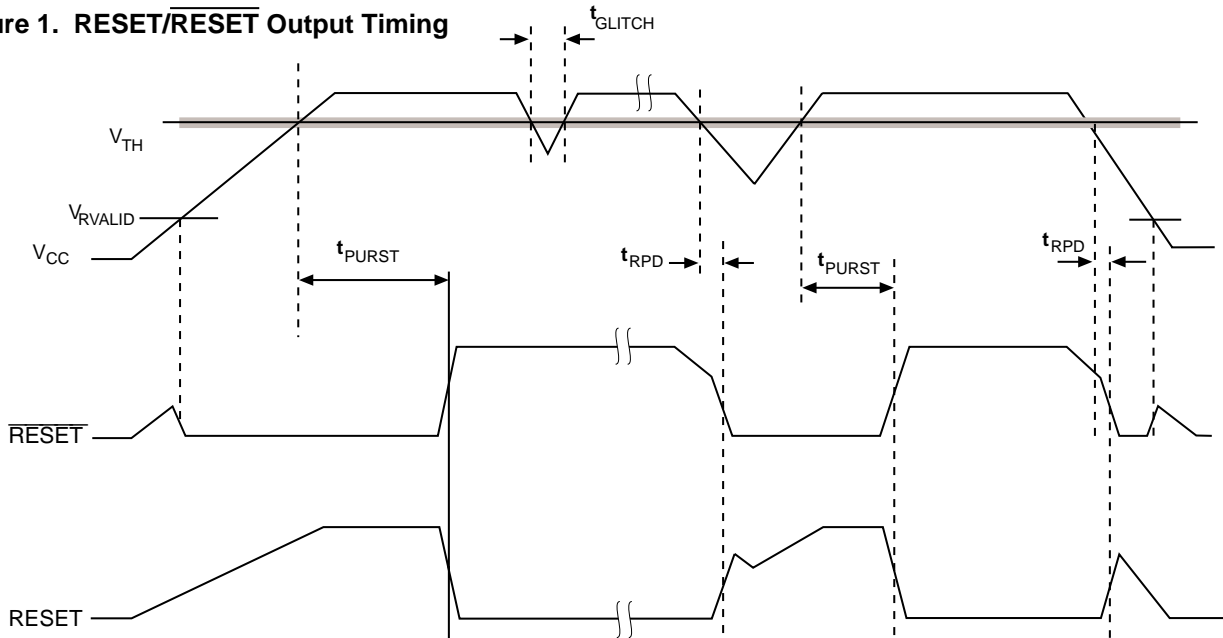 ure 1. RESET/RESET Output Timing
tGLITCH
VTH
VRVALID
VCC
tPURST
tRPD
tPURST
tRPD
RESET
RESET